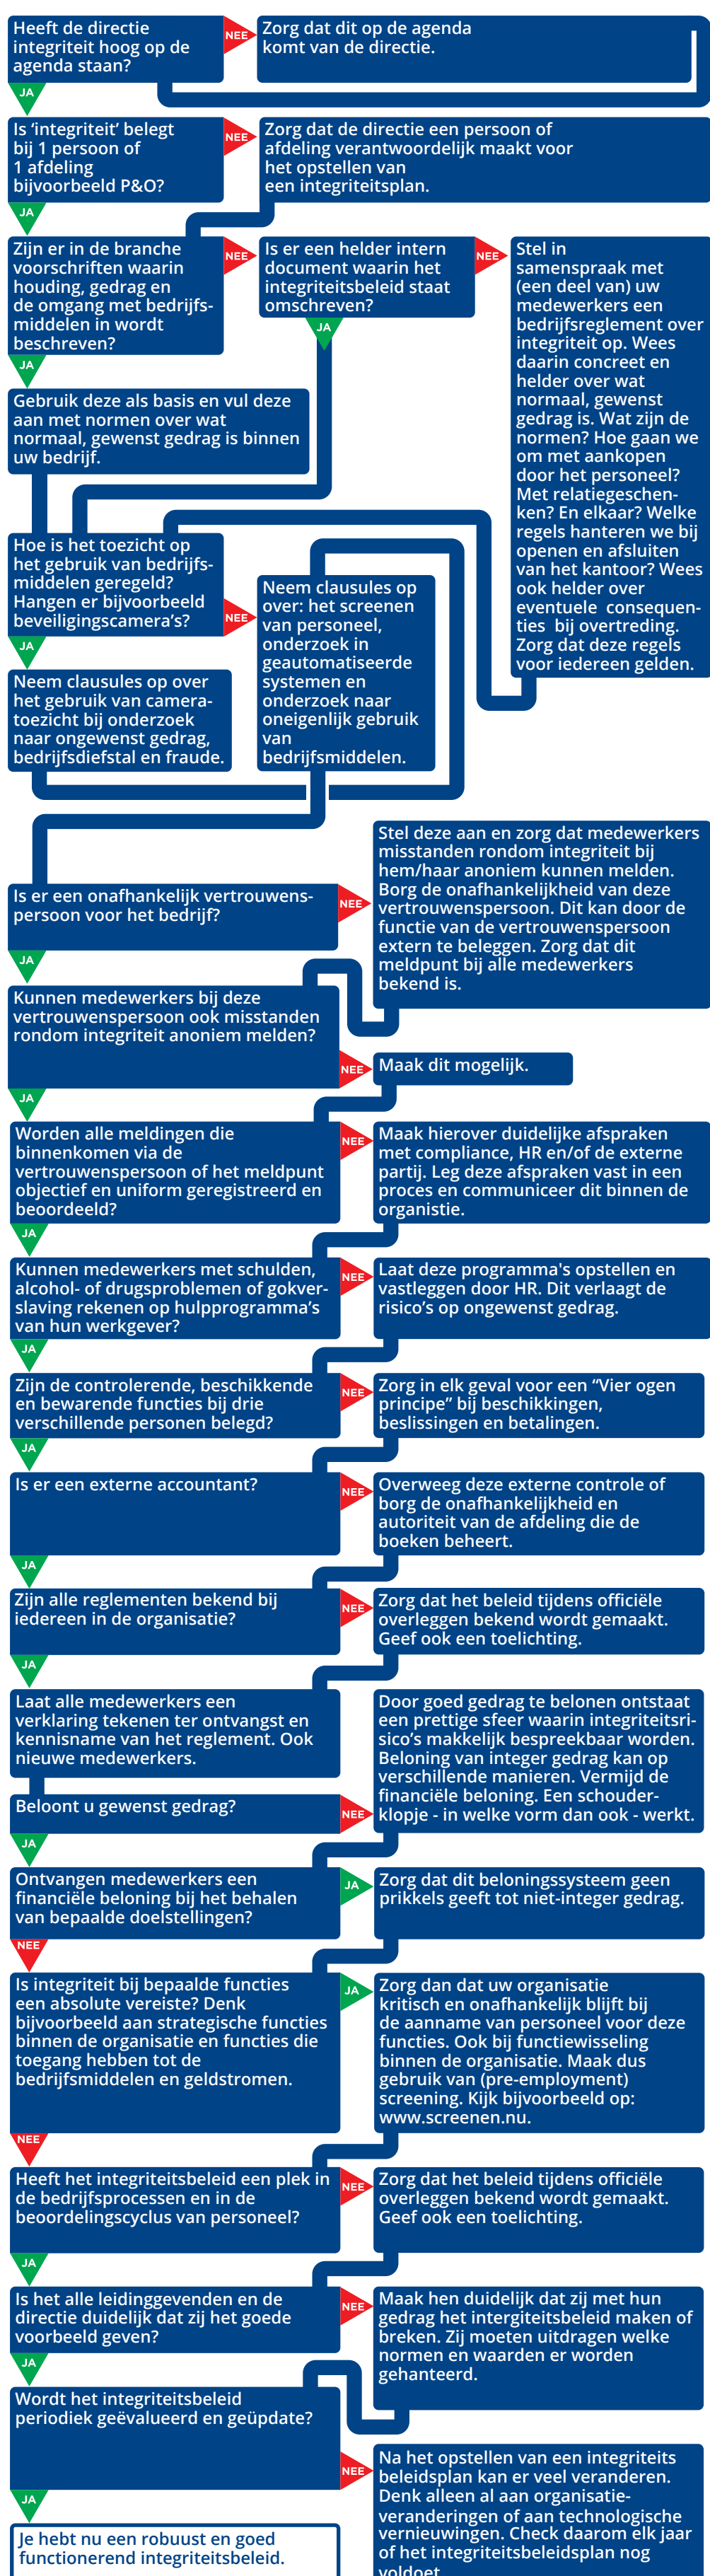 Heeft de directie
integriteit hoog op de
agenda staan?
NEE
Zorg dat dit op de agenda
komt van de directie.
JA
Is ‘integriteit’ belegt
bij 1 persoon of
1 afdeling
bijvoorbeeld P&O?
NEE
Zorg dat de directie een persoon of
afdeling verantwoordelijk maakt voor
het opstellen van
een integriteitsplan.
JA
Zijn er in de branche
voorschriften waarin
houding, gedrag en
de omgang met bedrijfs-
middelen in wordt
beschreven?
NEE
Is er een helder intern
document waarin het
integriteitsbeleid staat
omschreven?
NEE
Stel in
samenspraak met
(een deel van) uw
medewerkers een
bedrijfsreglement over
integriteit op. Wees
daarin concreet en
helder over wat
normaal, gewenst
gedrag is. Wat zijn de
normen? Hoe gaan we
om met aankopen
door het personeel?
Met relatiegeschen-
ken? En elkaar? Welke
regels hanteren we bij
openen en afsluiten
van het kantoor? Wees
ook helder over
eventuele consequen-
ties bij overtreding.
Zorg dat deze regels
voor iedereen gelden.
JA
JA
Gebruik deze als basis en vul deze
aan met normen over wat
normaal, gewenst gedrag is binnen
uw bedrijf.
Hoe is het toezicht op
het gebruik van bedrijfs-
middelen geregeld?
Hangen er bijvoorbeeld
beveiligingscamera’s?
NEE
Neem clausules op
over: het screenen
van personeel,
onderzoek in
geautomatiseerde
systemen en
onderzoek naar
oneigenlijk gebruik
van
bedrijfsmiddelen.
JA
Neem clausules op over
het gebruik van camera-
toezicht bij onderzoek
naar ongewenst gedrag,
bedrijfsdiefstal en fraude.
Is er een onafhankelijk vertrouwens-
persoon voor het bedrijf?
NEE
Stel deze aan en zorg dat medewerkers
misstanden rondom integriteit bij
hem/haar anoniem kunnen melden.
Borg de onafhankelijkheid van deze
vertrouwenspersoon. Dit kan door de
functie van de vertrouwenspersoon
extern te beleggen. Zorg dat dit
meldpunt bij alle medewerkers
bekend is.
JA
Kunnen medewerkers bij deze
vertrouwenspersoon ook misstanden
rondom integriteit anoniem melden?
NEE
Maak dit mogelijk.
JA
Worden alle meldingen die
binnenkomen via de
vertrouwenspersoon of het meldpunt
objectief en uniform geregistreerd en
beoordeeld?
NEE
Maak hierover duidelijke afspraken
met compliance, HR en/of de externe
partij. Leg deze afspraken vast in een
proces en communiceer dit binnen de
organistie.
JA
Kunnen medewerkers met schulden,
alcohol- of drugsproblemen of gokver-
slaving rekenen op hulpprogramma’s
van hun werkgever?
NEE
Laat deze programma's opstellen en
vastleggen door HR. Dit verlaagt de
risico’s op ongewenst gedrag.
JA
Zijn de controlerende, beschikkende
en bewarende functies bij drie
verschillende personen belegd?
NEE
Zorg in elk geval voor een “Vier ogen
principe” bij beschikkingen,
beslissingen en betalingen.
JA
Is er een externe accountant?
NEE
Overweeg deze externe controle of
borg de onafhankelijkheid en
autoriteit van de afdeling die de
boeken beheert.
JA
Zijn alle reglementen bekend bij
iedereen in de organisatie?
NEE
Zorg dat het beleid tijdens officiële
overleggen bekend wordt gemaakt.
Geef ook een toelichting.
JA
Laat alle medewerkers een
verklaring tekenen ter ontvangst en
kennisname van het reglement. Ook
nieuwe medewerkers.
Beloont u gewenst gedrag?
NEE
Door goed gedrag te belonen ontstaat
een prettige sfeer waarin integriteitsri-
sico’s makkelijk bespreekbaar worden.
Beloning van integer gedrag kan op
verschillende manieren. Vermijd de
financiële beloning. Een schouder-
klopje - in welke vorm dan ook - werkt.
JA
Ontvangen medewerkers een
financiële beloning bij het behalen
van bepaalde doelstellingen?
JA
Zorg dat dit beloningssysteem geen
prikkels geeft tot niet-integer gedrag.
NEE
Is integriteit bij bepaalde functies
een absolute vereiste? Denk
bijvoorbeeld aan strategische functies
binnen de organisatie en functies die
toegang hebben tot de
bedrijfsmiddelen en geldstromen.
JA
Zorg dan dat uw organisatie
kritisch en onafhankelijk blijft bij
de aanname van personeel voor deze
functies. Ook bij functiewisseling
binnen de organisatie. Maak dus
gebruik van (pre-employment)
screening. Kijk bijvoorbeeld op:
www.screenen.nu.
NEE
Heeft het integriteitsbeleid een plek in
de bedrijfsprocessen en in de
beoordelingscyclus van personeel?
NEE
Zorg dat het beleid tijdens officiële
overleggen bekend wordt gemaakt.
Geef ook een toelichting.
JA
Is het alle leidinggevenden en de
directie duidelijk dat zij het goede
voorbeeld geven?
NEE
Maak hen duidelijk dat zij met hun
gedrag het intergiteitsbeleid maken of
breken. Zij moeten uitdragen welke
normen en waarden er worden
gehanteerd.
JA
Wordt het integriteitsbeleid
periodiek geëvalueerd en geüpdate?
NEE
Na het opstellen van een integriteits
beleidsplan kan er veel veranderen.
Denk alleen al aan organisatie-
veranderingen of aan technologische
vernieuwingen. Check daarom elk jaar
of het integriteitsbeleidsplan nog
voldoet
JA
Je hebt nu een robuust en goed
functionerend integriteitsbeleid.